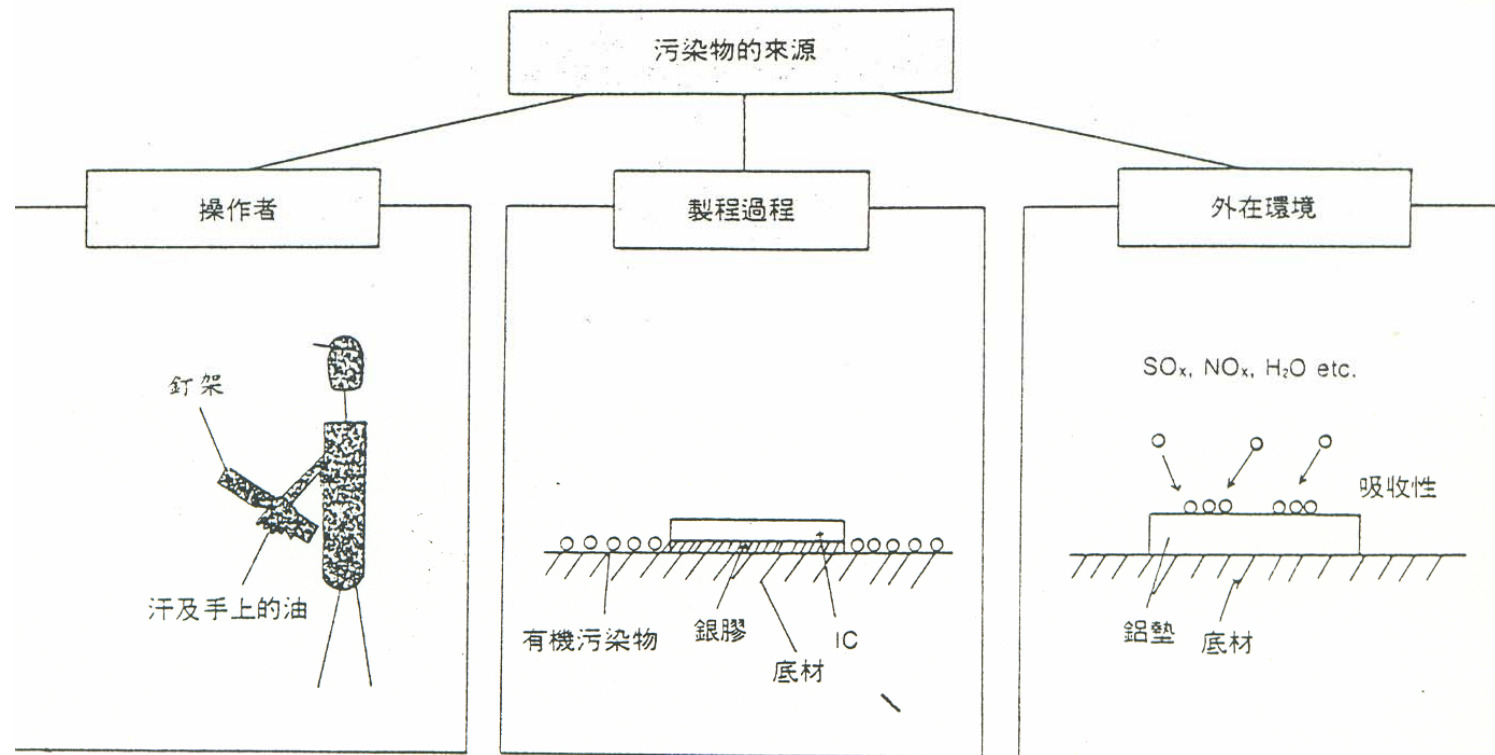 污染物的來源
操作者
製程過程
外在環境
釘架
汗及手上的油
有機污染物
銀膠
底材
IC
SOₓ, NOₓ, H₂O etc.
吸收性
鋁墊
底材